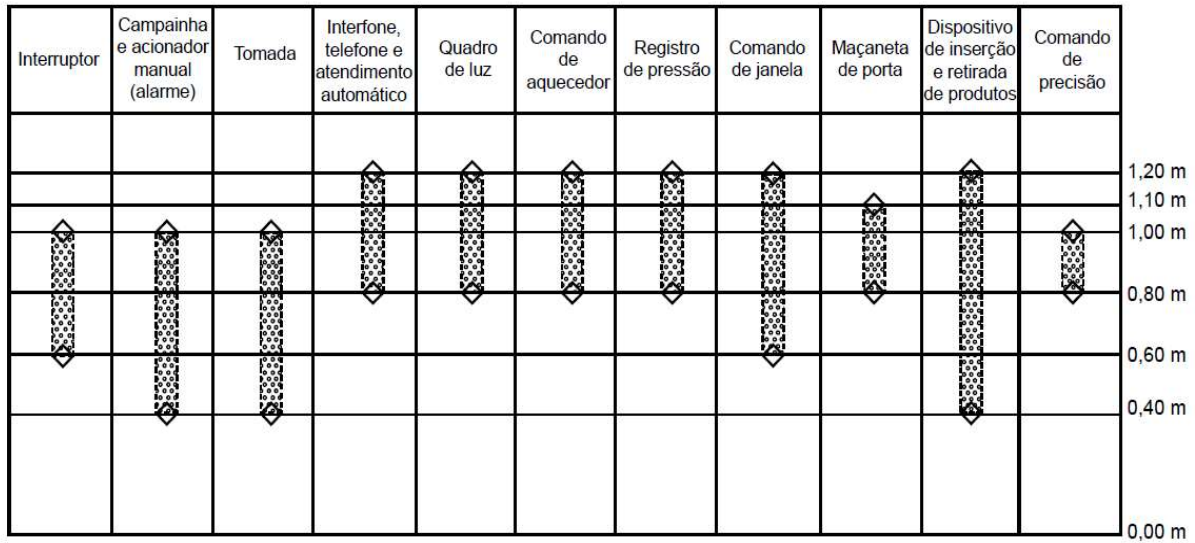 Interruptor
Campainha
e acionador
manual
(alarme)
Tomada
Interfone,
telefone e
atendimento
automático
Quadro
de luz
Comando
de
aquecedor
Registro
de pressão
Comando
de janela
Maçaneta
de porta
Dispositivo
de inserção
e retirada
de produtos
Comando
de
precisão
1,20 m
1,10 m
1,00 m
0,80 m
0,60 m
0,40 m
0,00 m